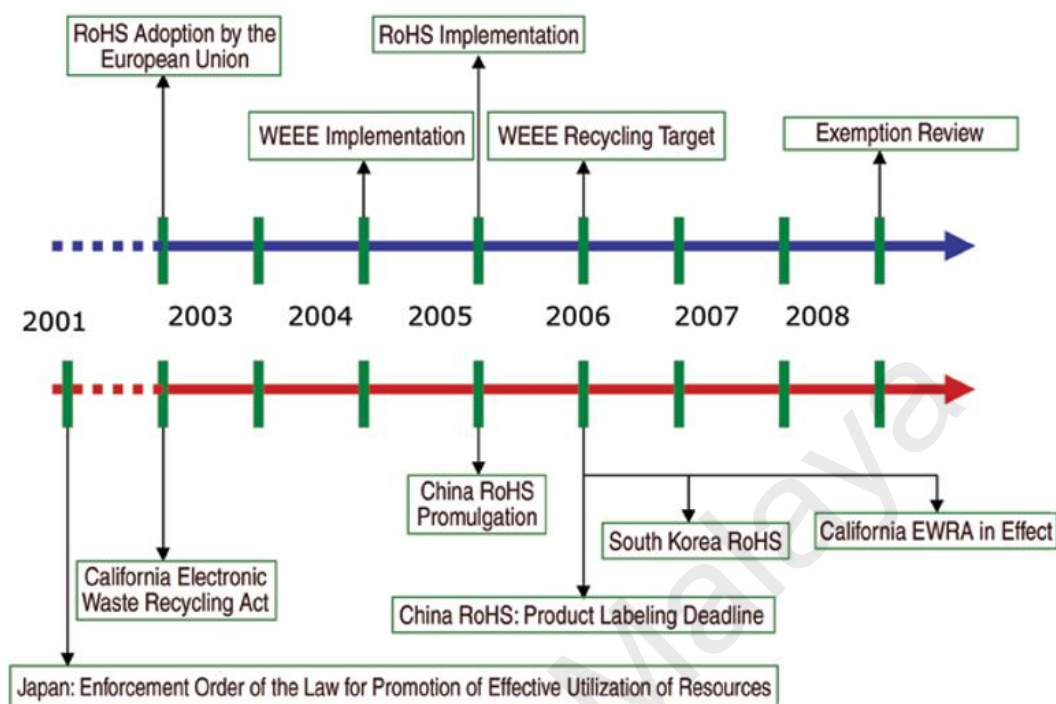 RoHS Adoption by the
European Union
RoHS Implementation
WEEE Implementation
WEEE Recycling Target
Exemption Review
2001
2003
2004
2005
2006
2007
2008
China RoHS
Promulgation
South Korea RoHS
California EWRA in Effect
California Electronic
Waste Recycling Act
China RoHS: Product Labeling Deadline
Japan: Enforcement Order of the Law for Promotion of Effective Utilization of Resources
Malaya